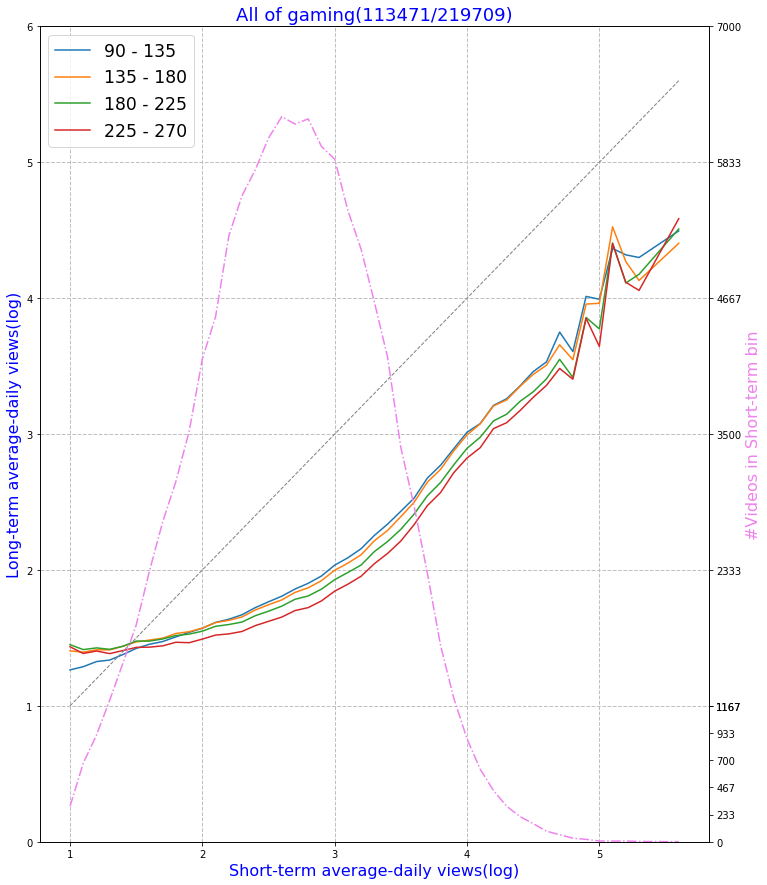 All of gaming(113471/219709)
90 - 135
135 - 180
180 - 225
225 - 270
6
5
4
3
2
1
0
Long-term average-daily views(log)
7000
5833
4667
3500
2333
1167
933
700
467
233
0
#Videos in Short-term bin
1 2 3 4 5
Short-term average-daily views(log)